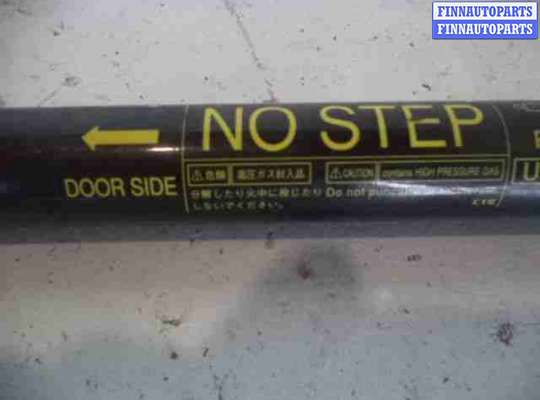 FINNAUTOPARTS
FINNAUTOPARTS
NO STEP
DOOR SIDE
⚠危険 高圧ガス封入品 ⚠CAUTION contains HIGH PRESSURE GAS
分解したり火中に投じたり Do not
しないでください。
U